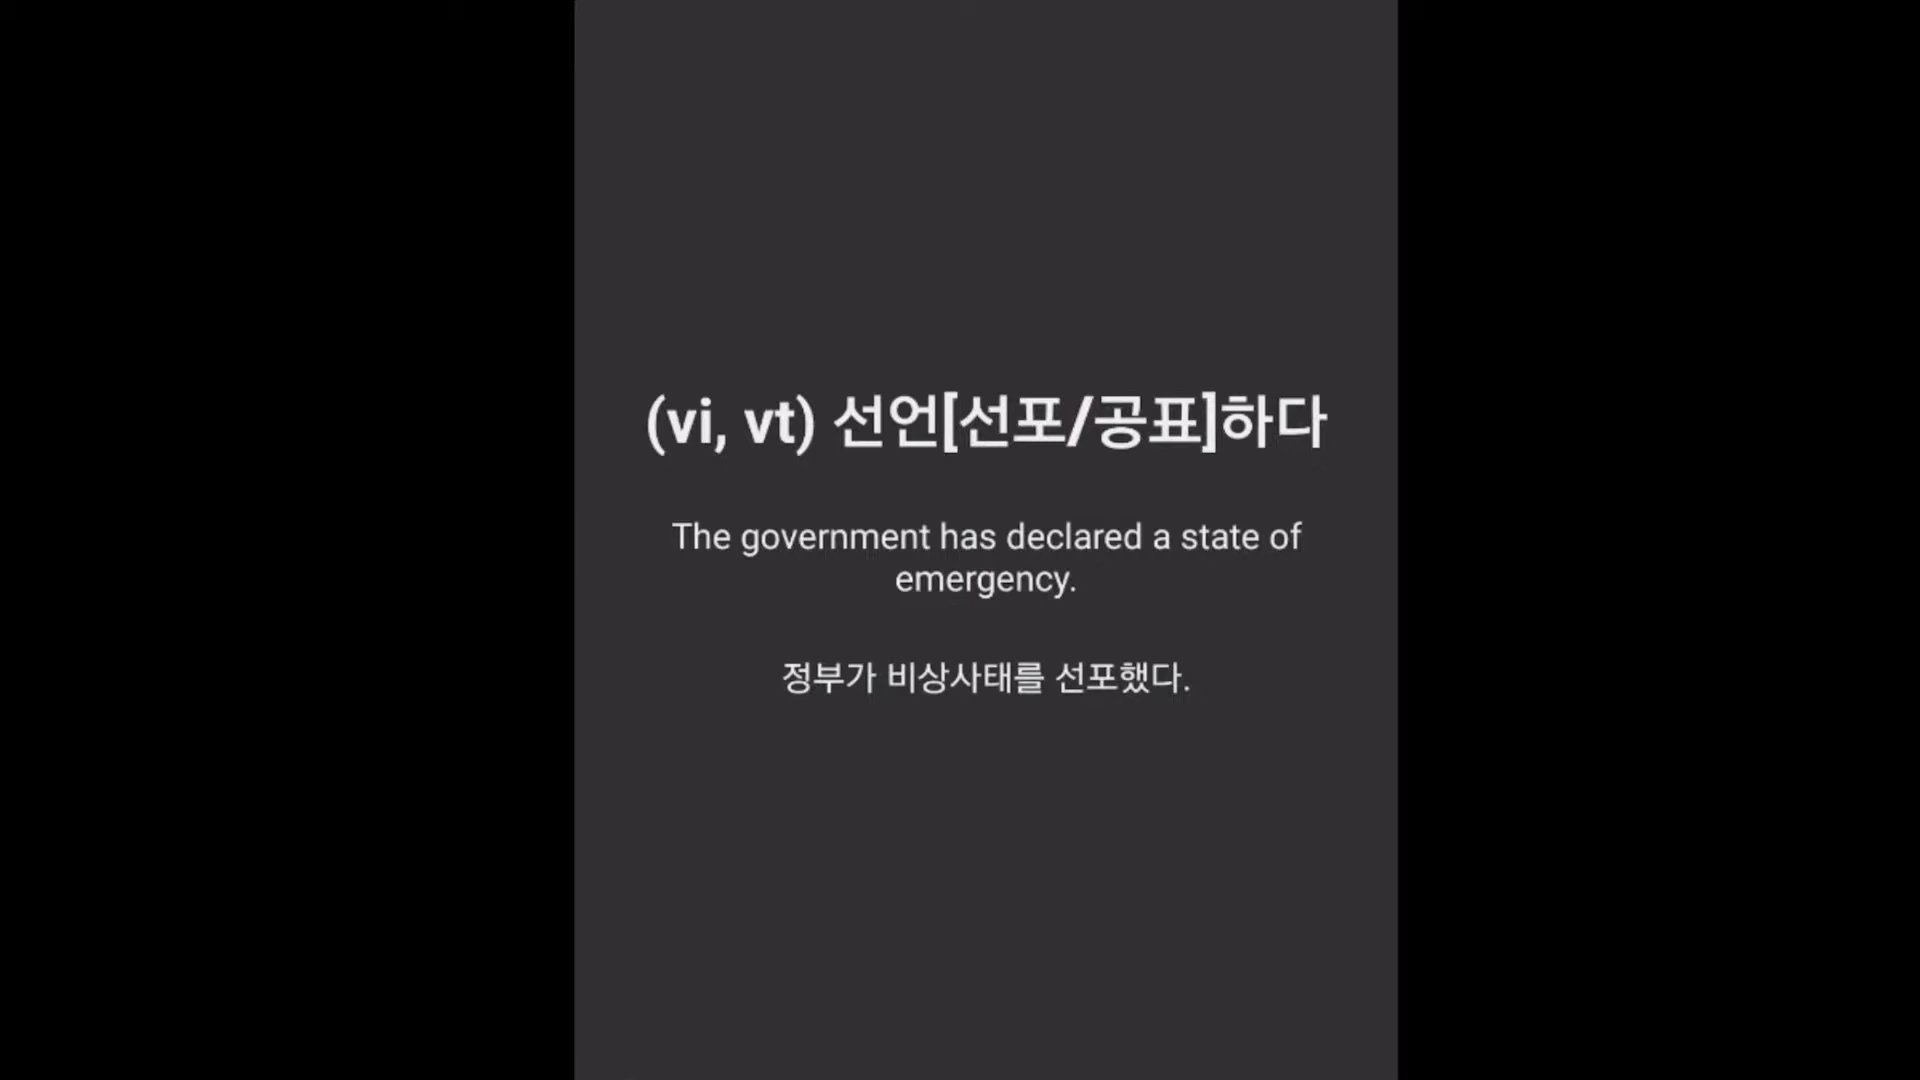 (vi, vt) 선언[선포/공표]하다
The government has declared a state of
emergency.
정부가 비상사태를 선포했다.